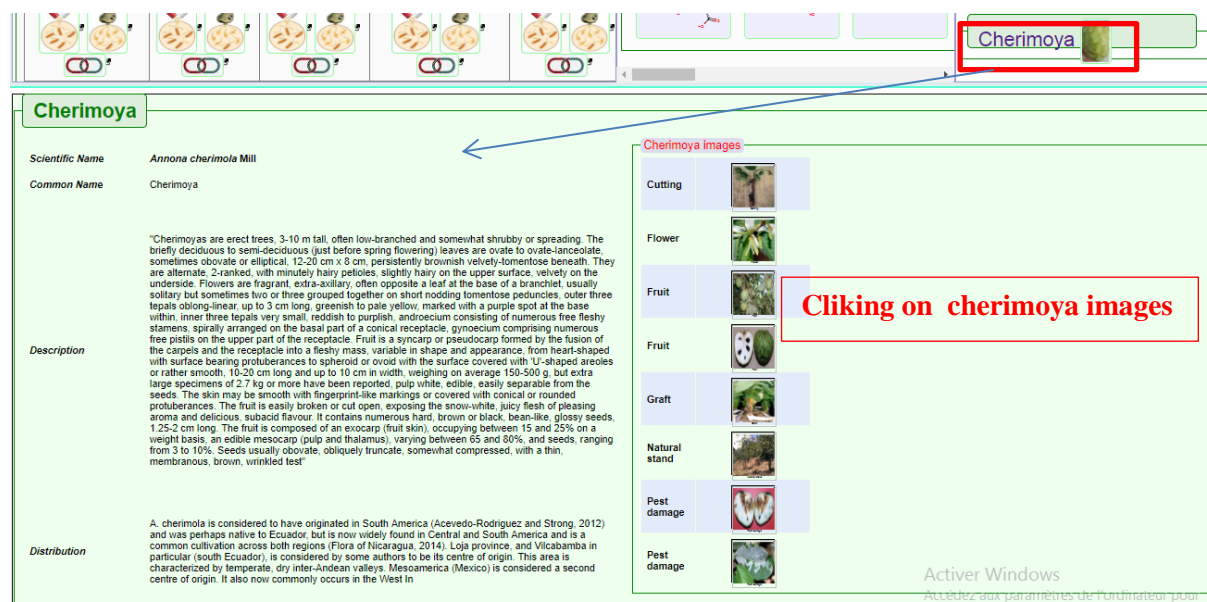 Cherimoya
Cherimoya
Scientific Name
Annona cherimola Mill
Common Name
Cherimoya
Description
"Cherimoyas are erect trees, 3-10 m tall, often low-branched and somewhat shrubby or spreading. The
briefly deciduous to semi-deciduous (just before spring flowering) leaves are ovate to ovate-lanceolate,
sometimes obovate or elliptical, 12-20 cm x 8 cm, persistently brownish velvety-tomentose beneath. They
are alternate, 2-ranked, with minutely hairy petioles, slightly hairy on the upper surface, velvety on the
underside. Flowers are fragrant, extra-axillary, often opposite a leaf at the base of a branchlet, usually
solitary but sometimes two or three grouped together on short nodding tomentose peduncles, outer three
tepals oblong-linear, up to 3 cm long, greenish to pale yellow, marked with a purple spot at the base
within, inner three tepals very small, reddish to purplish, androecium consisting of numerous free fleshy
stamens, spirally arranged on the basal part of a conical receptacle, gynoecium comprising numerous
free pistils on the upper part of the receptacle. Fruit is a syncarp or pseudocarp formed by the fusion of
the carpels and the receptacle into a fleshy mass, variable in shape and appearance, from heart-shaped
with surface bearing protuberances to spheroid or ovoid with the surface covered with 'U'-shaped areoles
or rather smooth, 10-20 cm long and up to 10 cm in width, weighing on average 150-500 g, but extra
large specimens of 2.7 kg or more have been reported, pulp white, edible, easily separable from the
seeds. The skin may be smooth with fingerprint-like markings or covered with conical or rounded
protuberances. The fruit is easily broken or cut open, exposing the snow-white, juicy flesh of pleasing
aroma and delicious, subacid flavour. It contains numerous hard, brown or black, bean-like, glossy seeds,
1.25-2 cm long. The fruit is composed of an exocarp (fruit skin), occupying between 15 and 25% on a
weight basis, an edible mesocarp (pulp and thalamus), varying between 65 and 80%, and seeds, ranging
from 3 to 10%. Seeds usually obovate, obliquely truncate, somewhat compressed, with a thin,
membranous, brown, wrinkled test"
Distribution
A. cherimola is considered to have originated in South America (Acevedo-Rodriguez and Strong, 2012)
and was perhaps native to Ecuador, but is now widely found in Central and South America and is a
common cultivation across both regions (Flora of Nicaragua, 2014). Loja province, and Vilcabamba in
particular (south Ecuador), is considered by some authors to be its centre of origin. This area is
characterized by temperate, dry inter-Andean valleys. Mesoamerica (Mexico) is considered a second
centre of origin. It also now commonly occurs in the West In
Cherimoya images
Cutting
Flower
Fruit
Fruit
Graft
Natural
stand
Pest
damage
Pest
damage
Cliking on cherimoya images
Activer Windows
Accédez aux paramètres de l'ordinateur pour